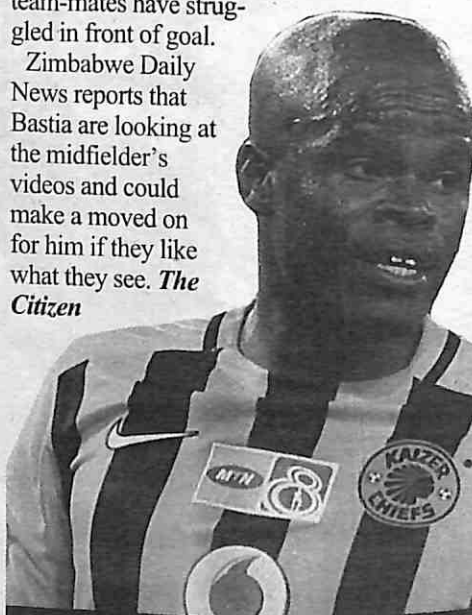 team-mates have strug-
gled in front of goal.
Zimbabwe Daily
News reports that
Bastia are looking at
the midfielder's
videos and could
make a moved on
for him if they like
what they see. The
Citizen
MTN 8
KAIZER
CHIEFS